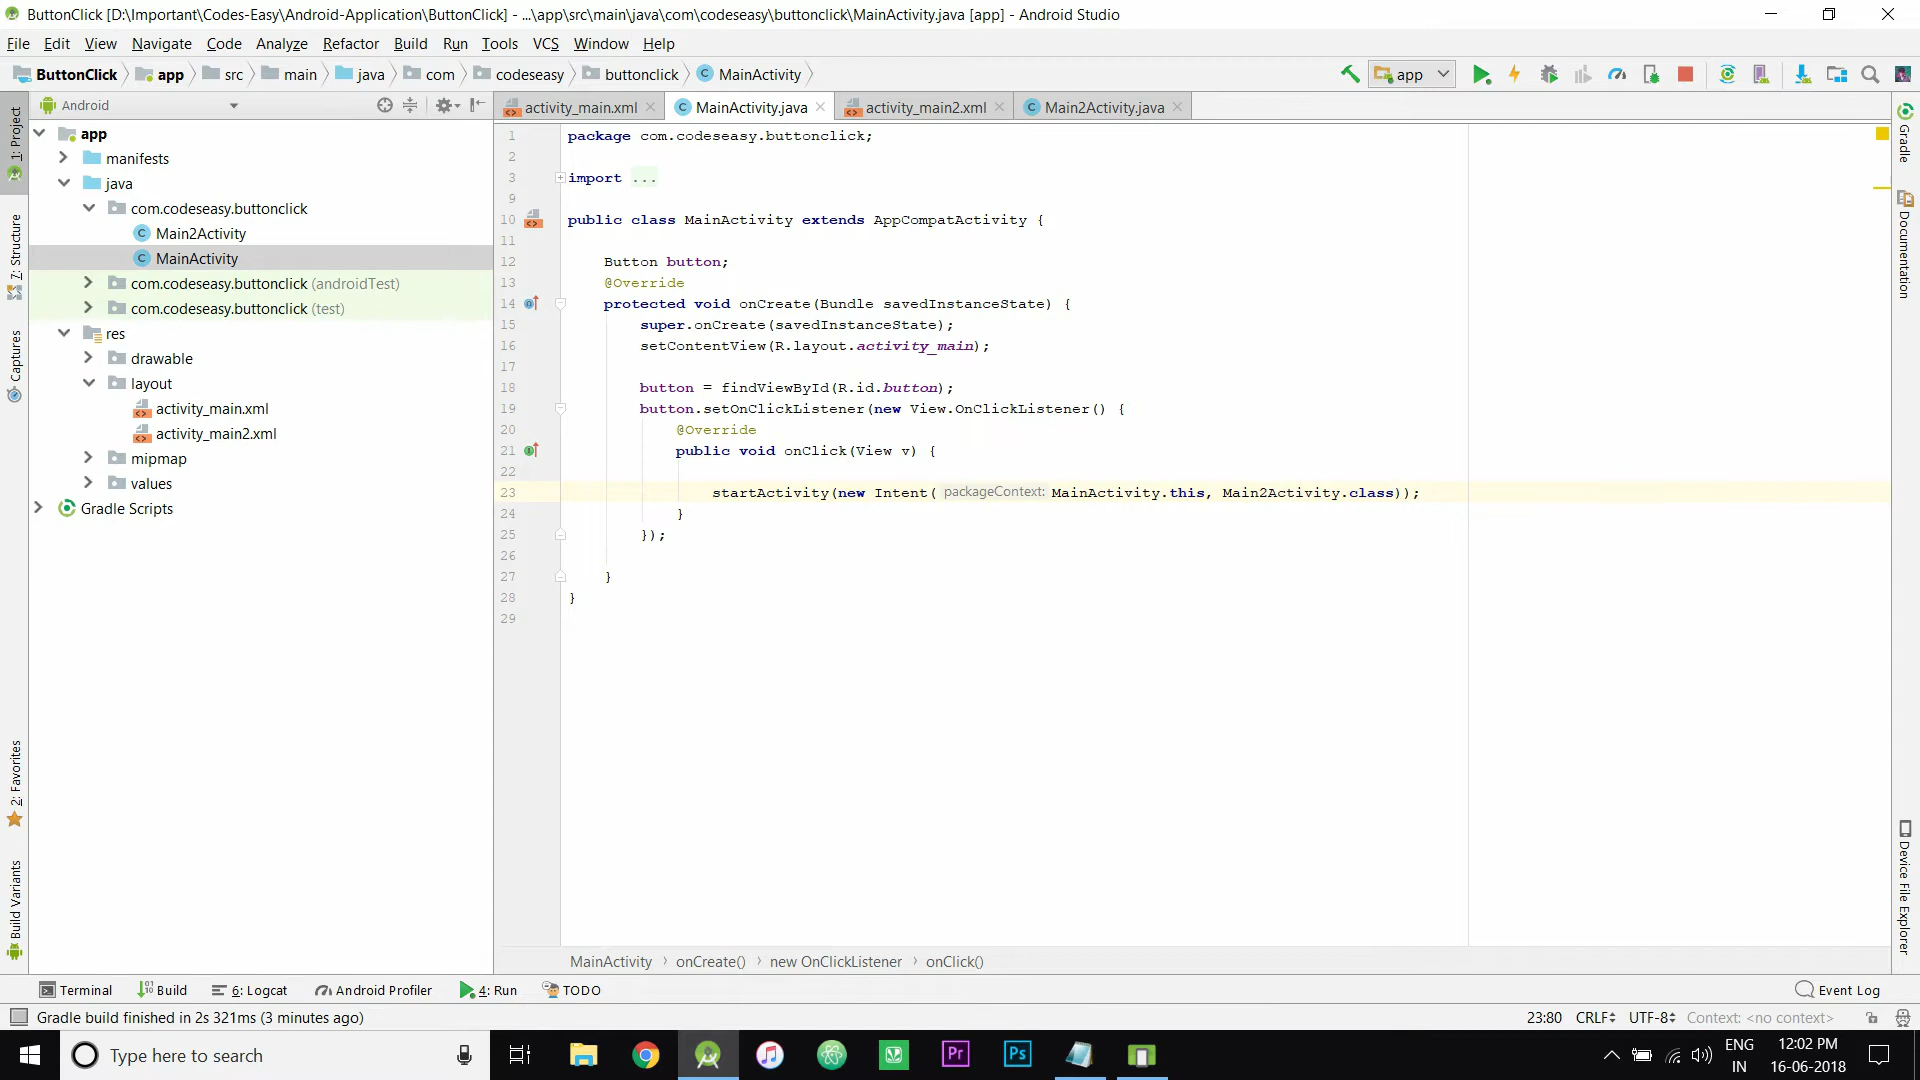 ButtonClick [D:\Important\Codes-Easy\Android-Application\ButtonClick] - ...\app\src\main\java\com\codeseasy\buttonclick\MainActivity.java [app] - Android Studio
File Edit View Navigate Code Analyze Refactor Build Run Tools VCS Window Help
ButtonClick app src main java com codeseasy buttonclick MainActivity app
Android
activity_main.xml MainActivity.java activity_main2.xml Main2Activity.java
1: Project
7: Structure
Captures
2: Favorites
Build Variants
app
manifests
java
com.codeseasy.buttonclick
Main2Activity
MainActivity
com.codeseasy.buttonclick (androidTest)
com.codeseasy.buttonclick (test)
res
drawable
layout
activity_main.xml
activity_main2.xml
mipmap
values
Gradle Scripts
1 package com.codeseasy.buttonclick;
2
3 import ...
9
10 public class MainActivity extends AppCompatActivity {
11
12 Button button;
13 @Override
14 protected void onCreate(Bundle savedInstanceState) {
15 super.onCreate(savedInstanceState);
16 setContentView(R.layout.activity_main);
17
18 button = findViewById(R.id.button);
19 button.setOnClickListener(new View.OnClickListener() {
20 @Override
21 public void onClick(View v) {
22
23 startActivity(new Intent( packageContext: MainActivity.this, Main2Activity.class));
24 }
25 });
26
27 }
28 }
29
Gradle
Documentation
Device File Explorer
MainActivity › onCreate() › new OnClickListener › onClick()
Terminal Build 6: Logcat Android Profiler 4: Run TODO Event Log
Gradle build finished in 2s 321ms (3 minutes ago) 23:80 CRLF UTF-8 Context: <no context>
Type here to search Pr Ps ENG 12:02 PM
IN 16-06-2018